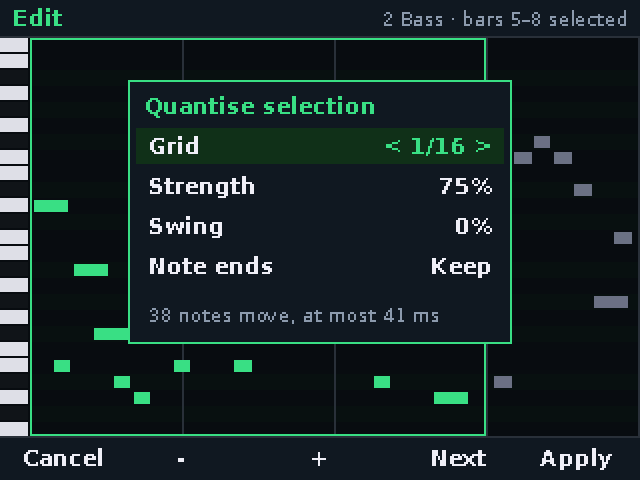 Edit 2 Bass · bars 5–8 selected
Quantise selection
Grid < 1/16 >
Strength 75%
Swing 0%
Note ends Keep
38 notes move, at most 41 ms
Cancel - + Next Apply